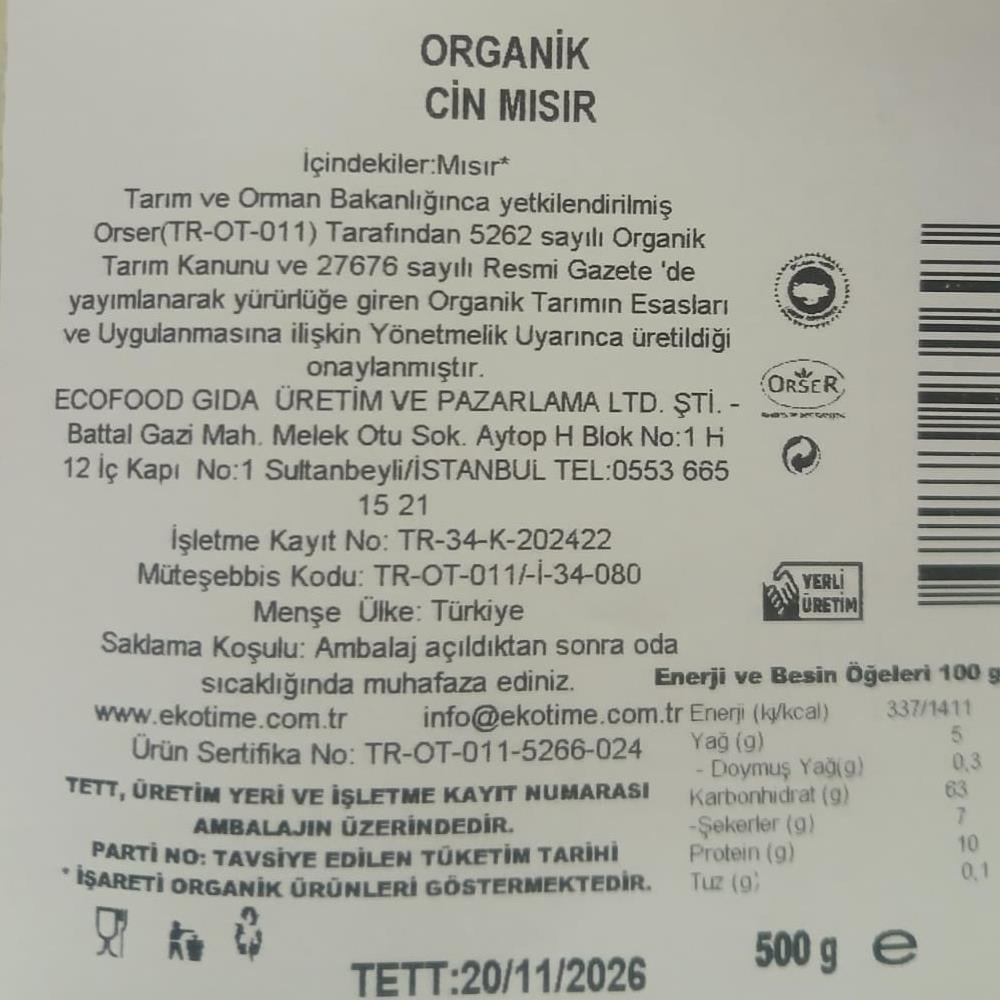 ORGANİK
CİN MISIR
İçindekiler:Mısır*
Tarım ve Orman Bakanlığınca yetkilendirilmiş
Orser(TR-OT-011) Tarafından 5262 sayılı Organik
Tarım Kanunu ve 27676 sayılı Resmi Gazete 'de
yayımlanarak yürürlüğe giren Organik Tarımın Esasları
ve Uygulanmasına ilişkin Yönetmelik Uyarınca üretildiği
onaylanmıştır.
ECOFOOD GIDA ÜRETİM VE PAZARLAMA LTD. ŞTİ. -
Battal Gazi Mah. Melek Otu Sok. Aytop H Blok No:1 H
12 İç Kapı No:1 Sultanbeyli/İSTANBUL TEL:0553 665
15 21
İşletme Kayıt No: TR-34-K-202422
Müteşebbis Kodu: TR-OT-011/-İ-34-080
Menşe Ülke: Türkiye
Saklama Koşulu: Ambalaj açıldıktan sonra oda
sıcaklığında muhafaza ediniz.
www.ekotime.com.tr info@ekotime.com.tr
Ürün Sertifika No: TR-OT-011-5266-024
TETT, ÜRETİM YERİ VE İŞLETME KAYIT NUMARASI
AMBALAJIN ÜZERİNDEDİR.
PARTİ NO: TAVSİYE EDİLEN TÜKETİM TARİHİ
* İŞARETİ ORGANİK ÜRÜNLERİ GÖSTERMEKTEDİR.
TETT:20/11/2026
ORSER
YERLİ
ÜRETİM
Enerji ve Besin Öğeleri 100 g
Enerji (kj/kcal) 337/1411
Yağ (g) 5
- Doymuş Yağ(g) 0,3
Karbonhidrat (g) 63
-Şekerler (g) 7
Protein (g) 10
Tuz (g) 0,1
500 g e